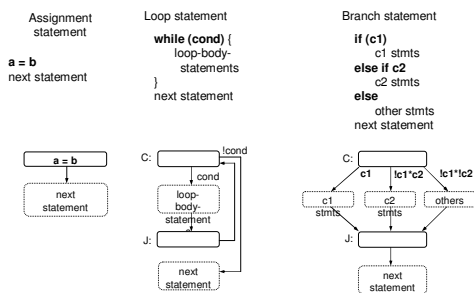 Assignment
statement
a = b
next statement
Loop statement
while (cond) {
loop-body-
statements
}
next statement
Branch statement
if (c1)
c1 stmts
else if c2
c2 stmts
else
other stmts
next statement
a = b
next
statement
C:
!cond
cond
loop-
body-
statement
J:
next
statement
C:
c1
!c1*c2
!c1*!c2
c1
stmts
c2
stmts
others
J:
next
statement